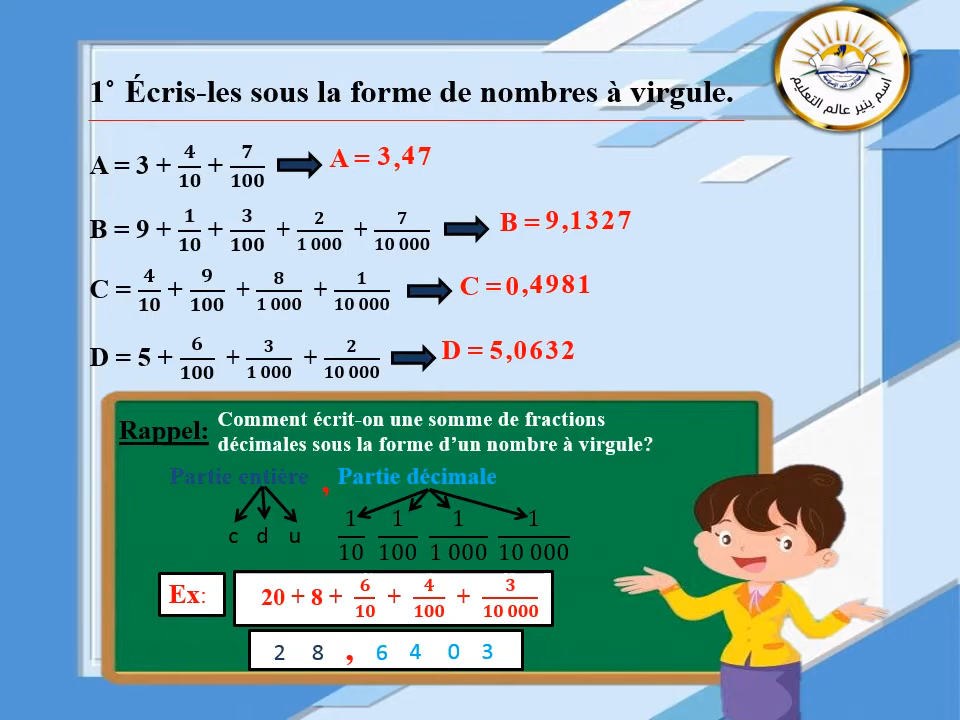 1° Écris-les sous la forme de nombres à virgule.
A = 3 + 4/10 + 7/100 A = 3,47
B = 9 + 1/10 + 3/100 + 2/1 000 + 7/10 000 B = 9,1327
C = 4/10 + 9/100 + 8/1 000 + 1/10 000 C = 0,4981
D = 5 + 6/100 + 3/1 000 + 2/10 000 D = 5,0632
Rappel: Comment écrit-on une somme de fractions
décimales sous la forme d’un nombre à virgule?
Partie entière , Partie décimale
c d u 1/10 1/100 1/1 000 1/10 000
Ex: 20 + 8 + 6/10 + 4/100 + 3/10 000
2 8 , 6 4 0 3
اسم ينير عالم التعليم